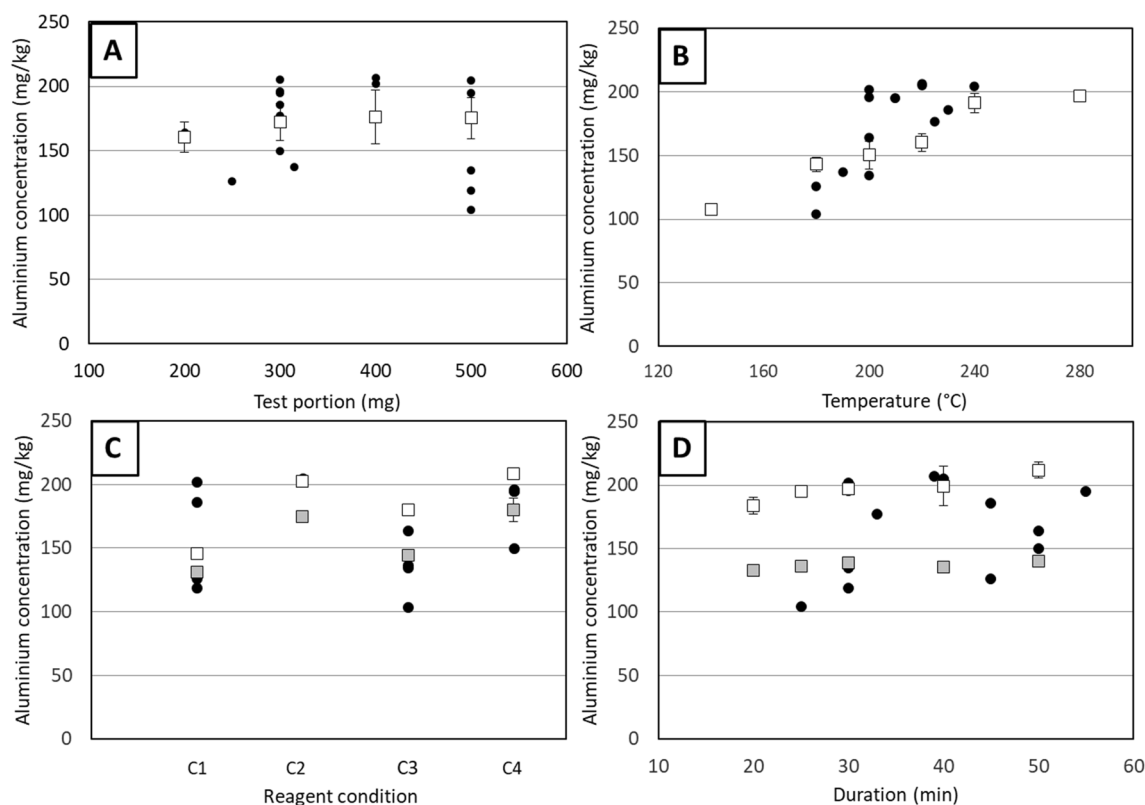 A
Aluminium concentration (mg/kg)
250
200
150
100
50
0
100 200 300 400 500 600
Test portion (mg)
B
Aluminium concentration (mg/kg)
250
200
150
100
50
0
120 160 200 240 280
Temperature (°C)
C
Aluminium concentration (mg/kg)
250
200
150
100
50
0
C1 C2 C3 C4
Reagent condition
D
Aluminium concentration (mg/kg)
250
200
150
100
50
0
10 20 30 40 50 60
Duration (min)